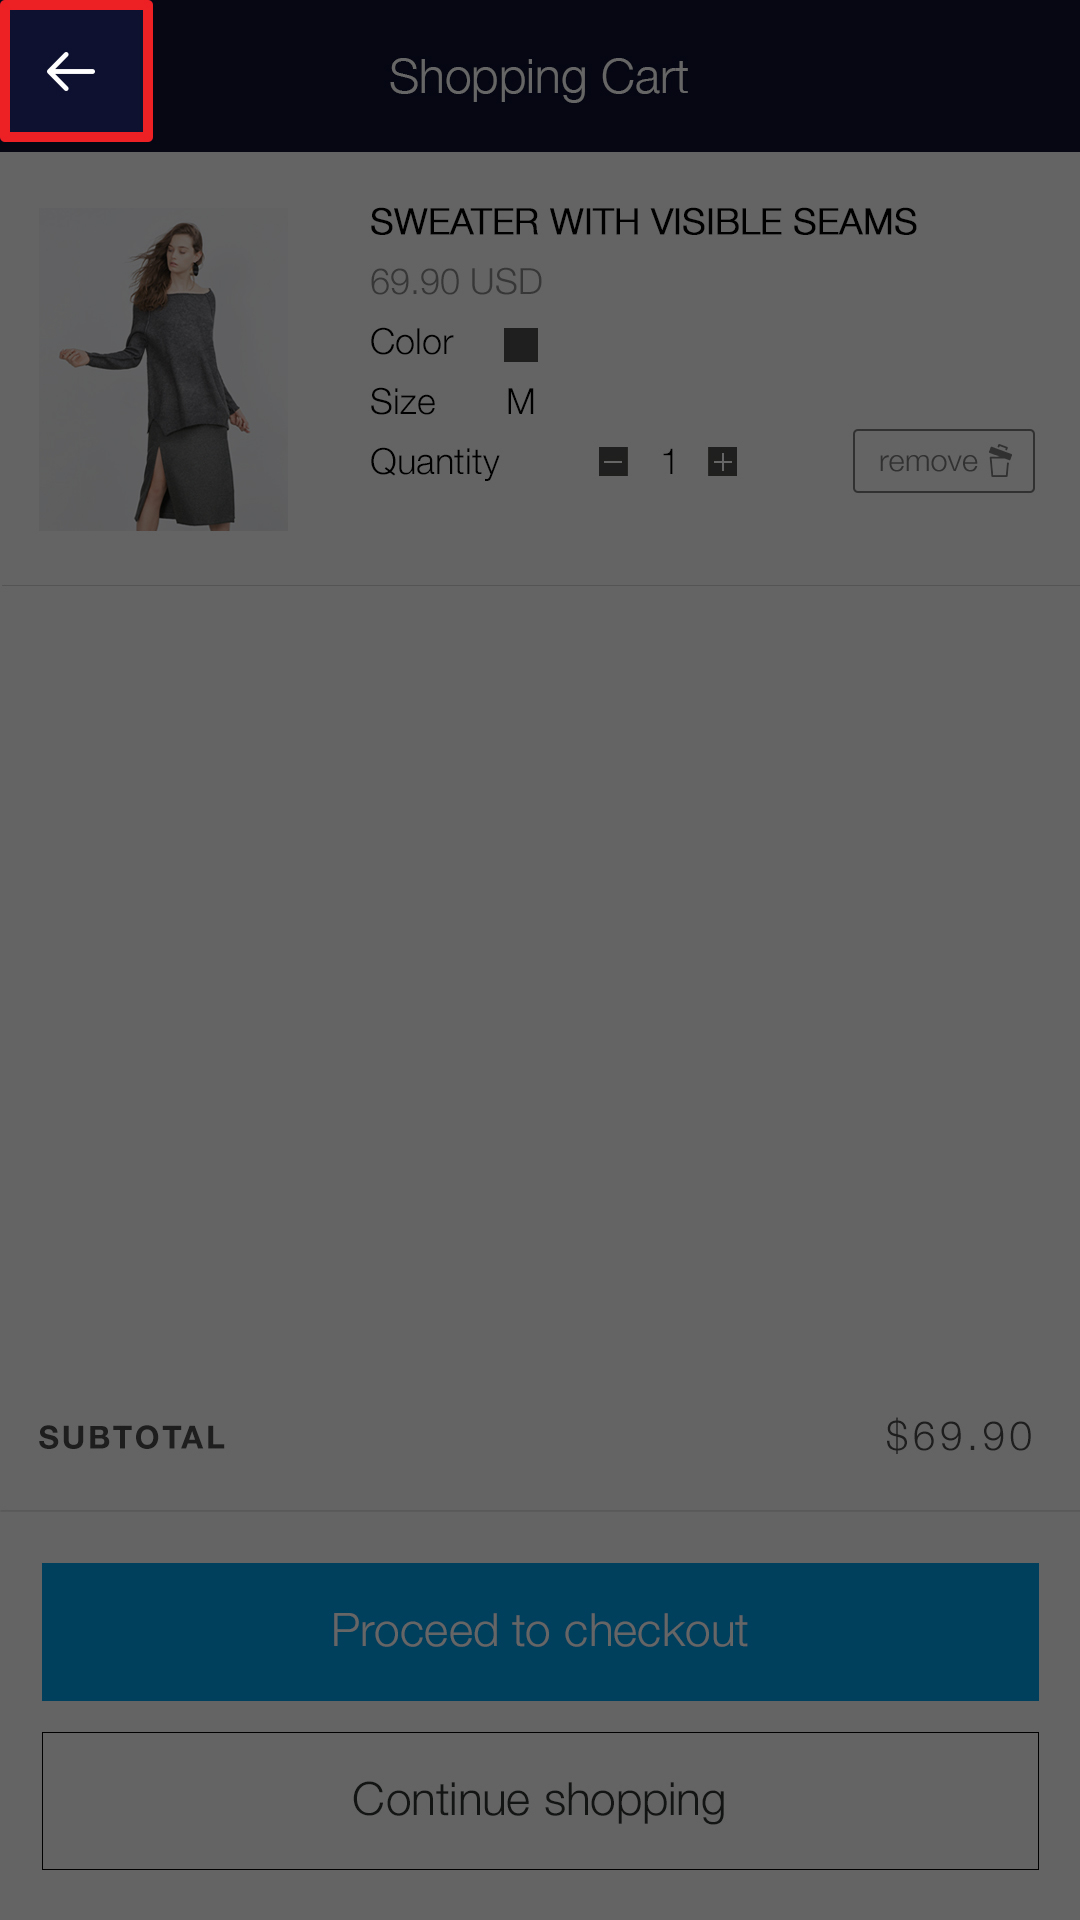 Shopping Cart
SWEATER WITH VISIBLE SEAMS
69.90 USD
Color
Size M
Quantity 1
remove
SUBTOTAL $69.90
Proceed to checkout
Continue shopping